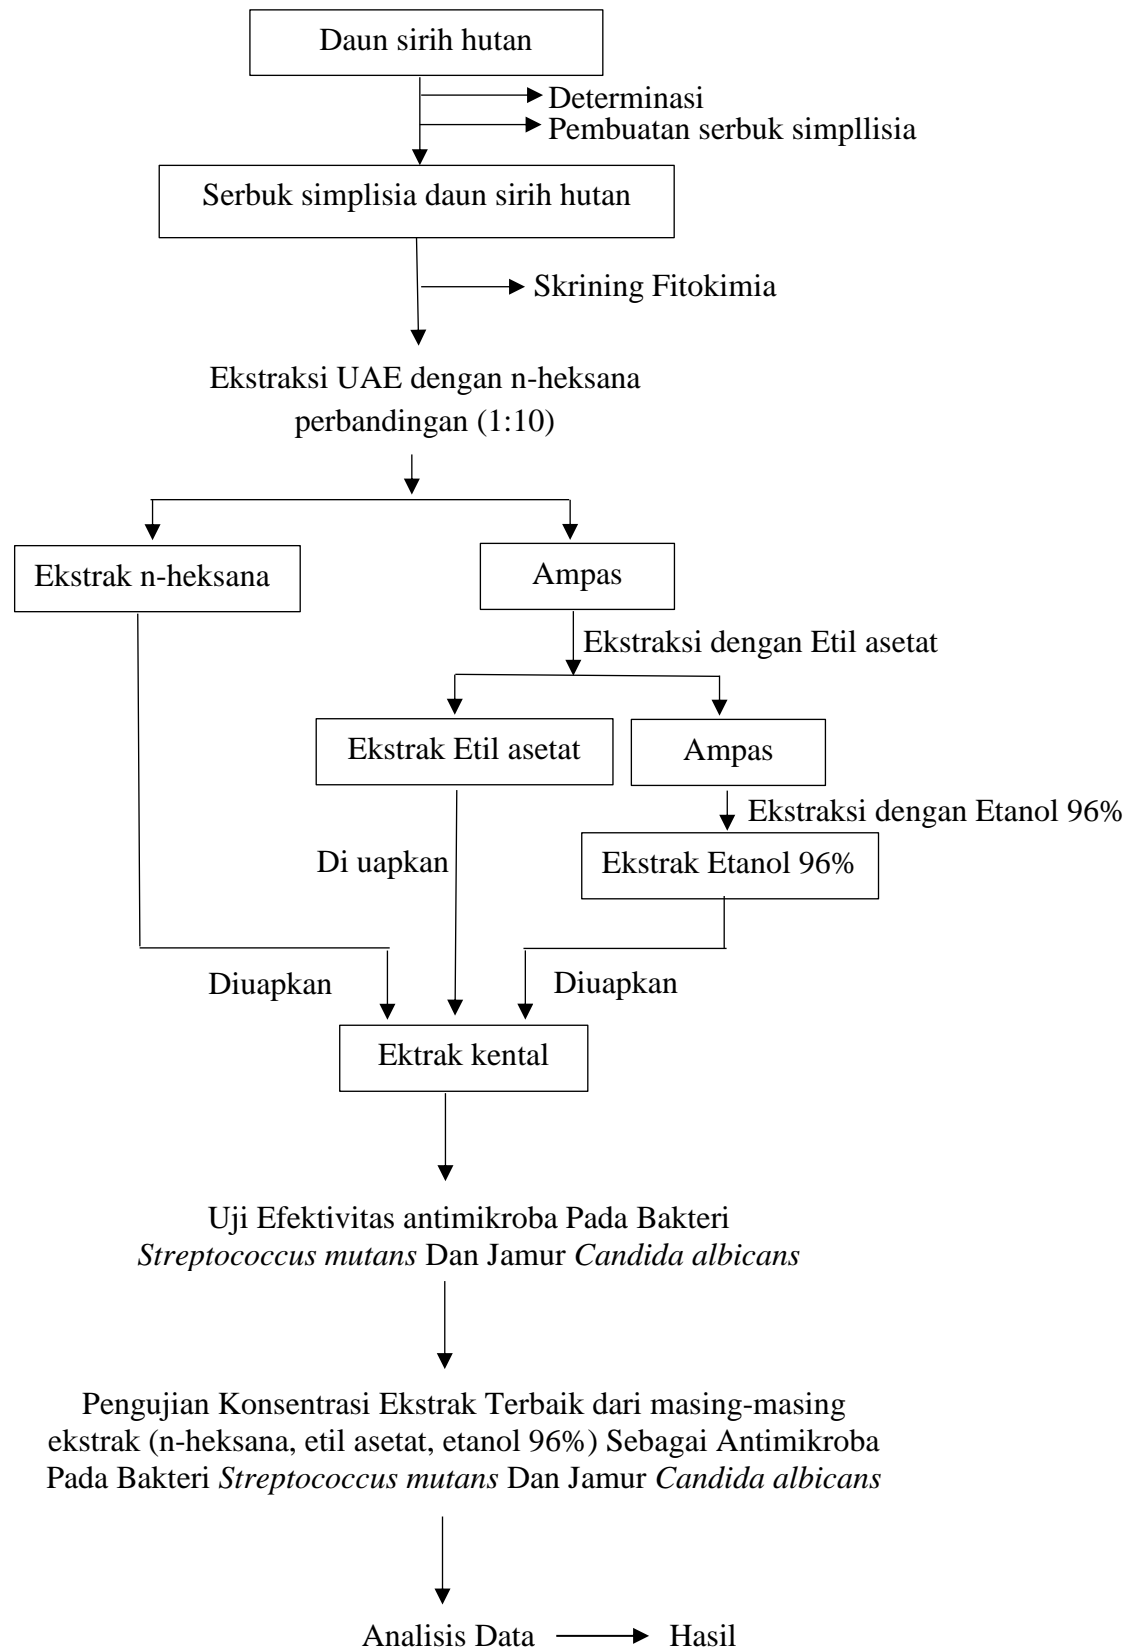 Daun sirih hutan
Determinasi
Pembuatan serbuk simpllisia
Serbuk simplisia daun sirih hutan
Skrining Fitokimia
Ekstraksi UAE dengan n-heksana
perbandingan (1:10)
Ekstrak n-heksana
Ampas
Ekstraksi dengan Etil asetat
Ekstrak Etil asetat
Ampas
Ekstraksi dengan Etanol 96%
Di uapkan
Ekstrak Etanol 96%
Diuapkan
Diuapkan
Ektrak kental
Uji Efektivitas antimikroba Pada Bakteri
Streptococcus mutans Dan Jamur Candida albicans
Pengujian Konsentrasi Ekstrak Terbaik dari masing-masing
ekstrak (n-heksana, etil asetat, etanol 96%) Sebagai Antimikroba
Pada Bakteri Streptococcus mutans Dan Jamur Candida albicans
Analisis Data
Hasil